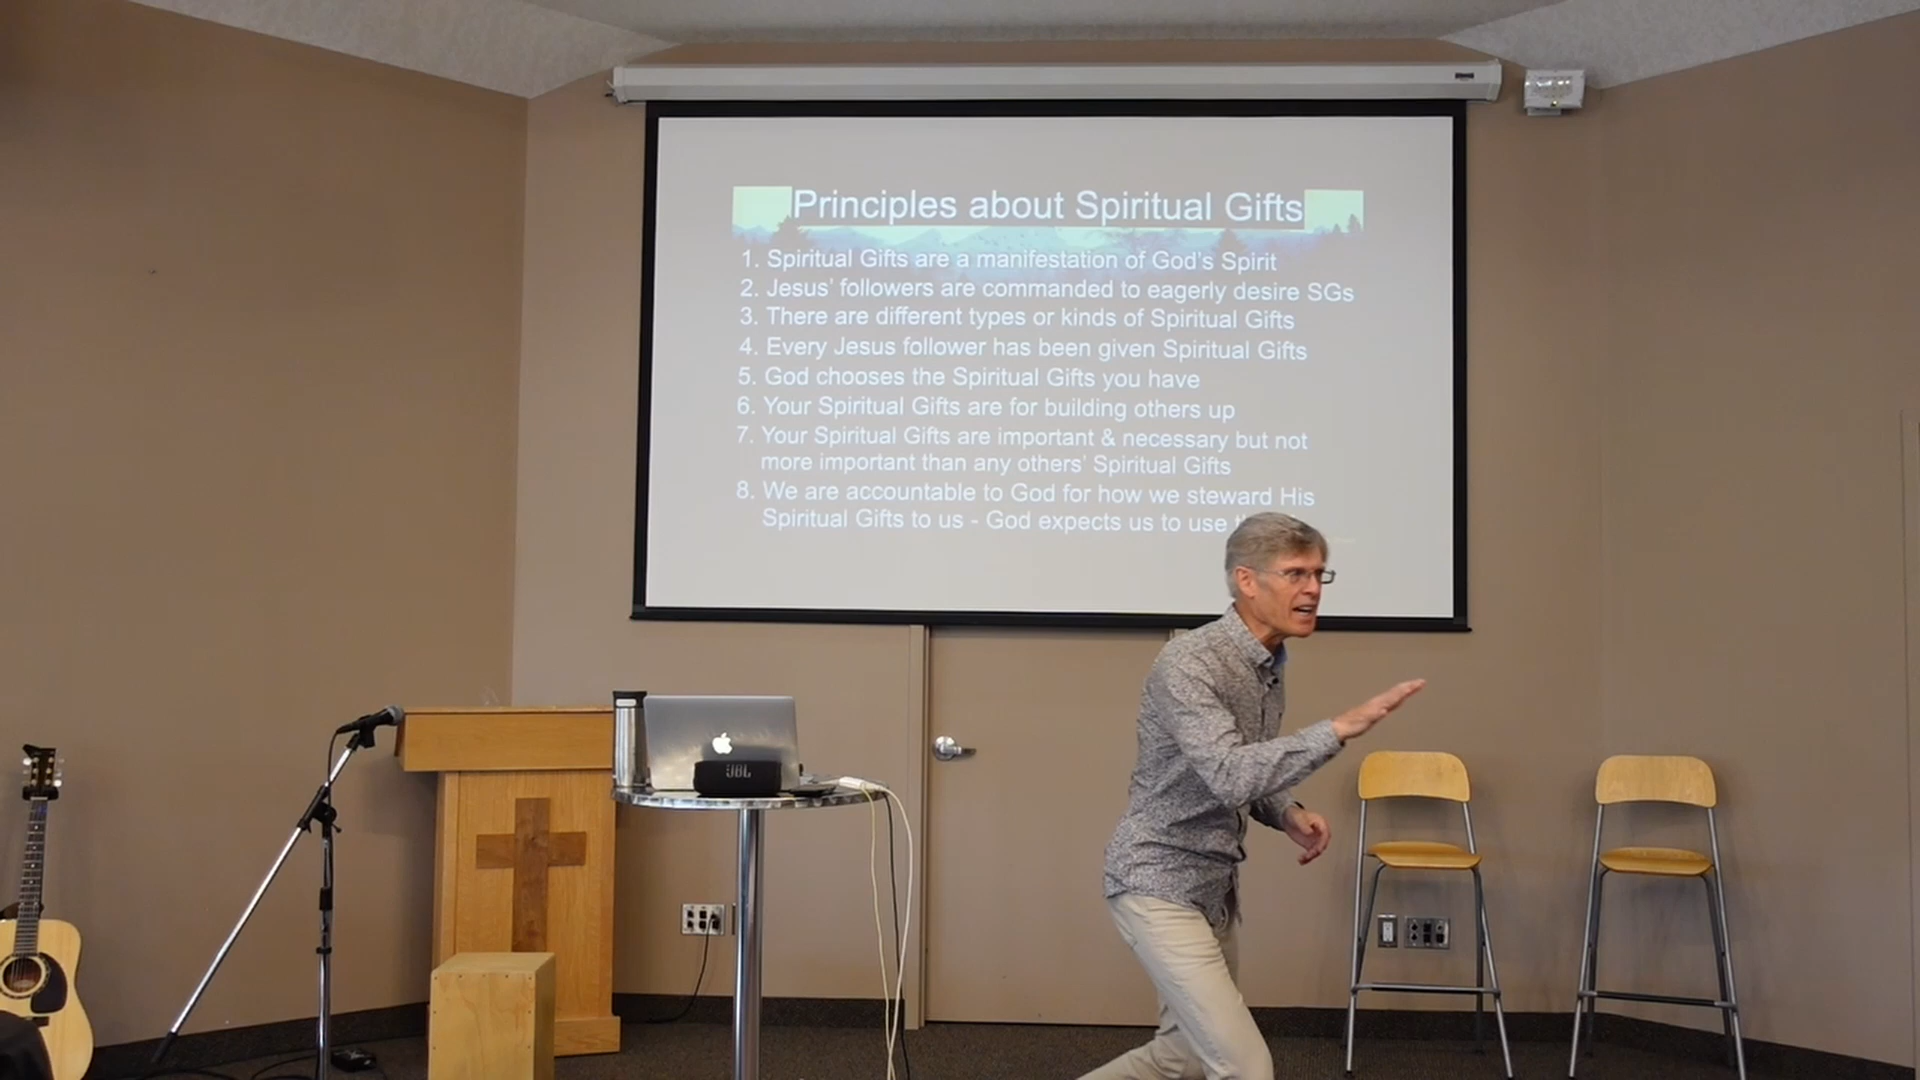 Principles about Spiritual Gifts
1. Spiritual Gifts are a manifestation of God's Spirit
2. Jesus' followers are commanded to eagerly desire SGs
3. There are different types or kinds of Spiritual Gifts
4. Every Jesus follower has been given Spiritual Gifts
5. God chooses the Spiritual Gifts you have
6. Your Spiritual Gifts are for building others up
7. Your Spiritual Gifts are important & necessary but not
more important than any others' Spiritual Gifts
8. We are accountable to God for how we steward His
Spiritual Gifts to us - God expects us to use
JBL